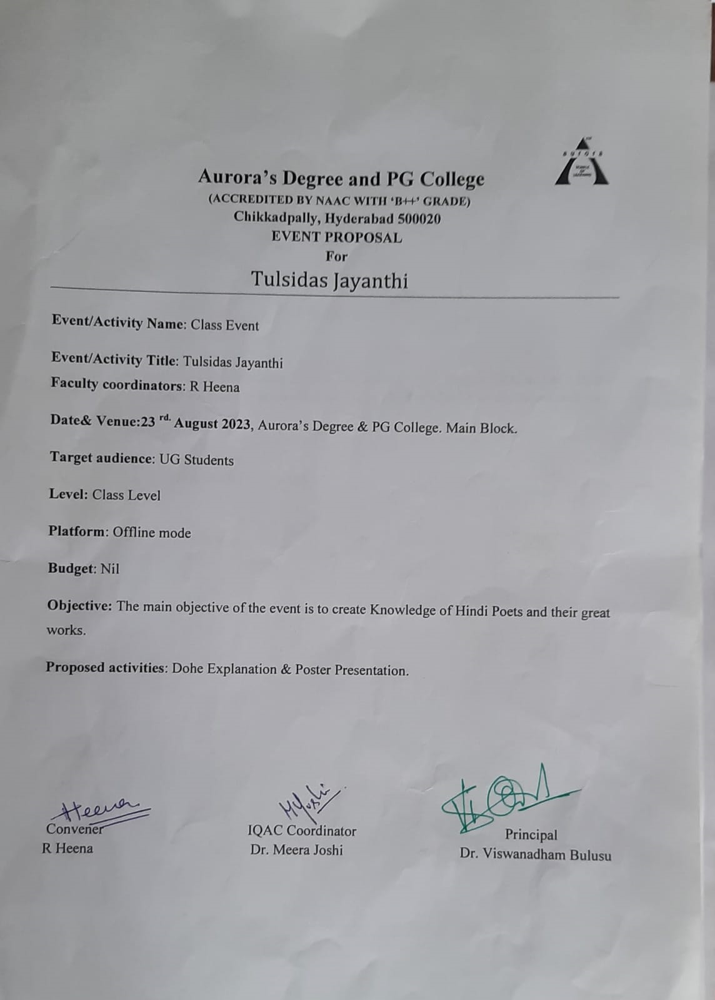 aurora
Aurora's Degree and PG College
(ACCREDITED BY NAAC WITH 'B++' GRADE)
Chikkadpally, Hyderabad 500020
EVENT PROPOSAL
For
Tulsidas Jayanthi
Event/Activity Name: Class Event
Event/Activity Title: Tulsidas Jayanthi
Faculty coordinators: R Heena
Date& Venue:23 rd. August 2023, Aurora's Degree & PG College. Main Block.
Target audience: UG Students
Level: Class Level
Platform: Offline mode
Budget: Nil
Objective: The main objective of the event is to create Knowledge of Hindi Poets and their great
works.
Proposed activities: Dohe Explanation & Poster Presentation.
Heena
MJoshi
Convener
IQAC Coordinator
Principal
R Heena
Dr. Meera Joshi
Dr. Viswanadham Bulusu